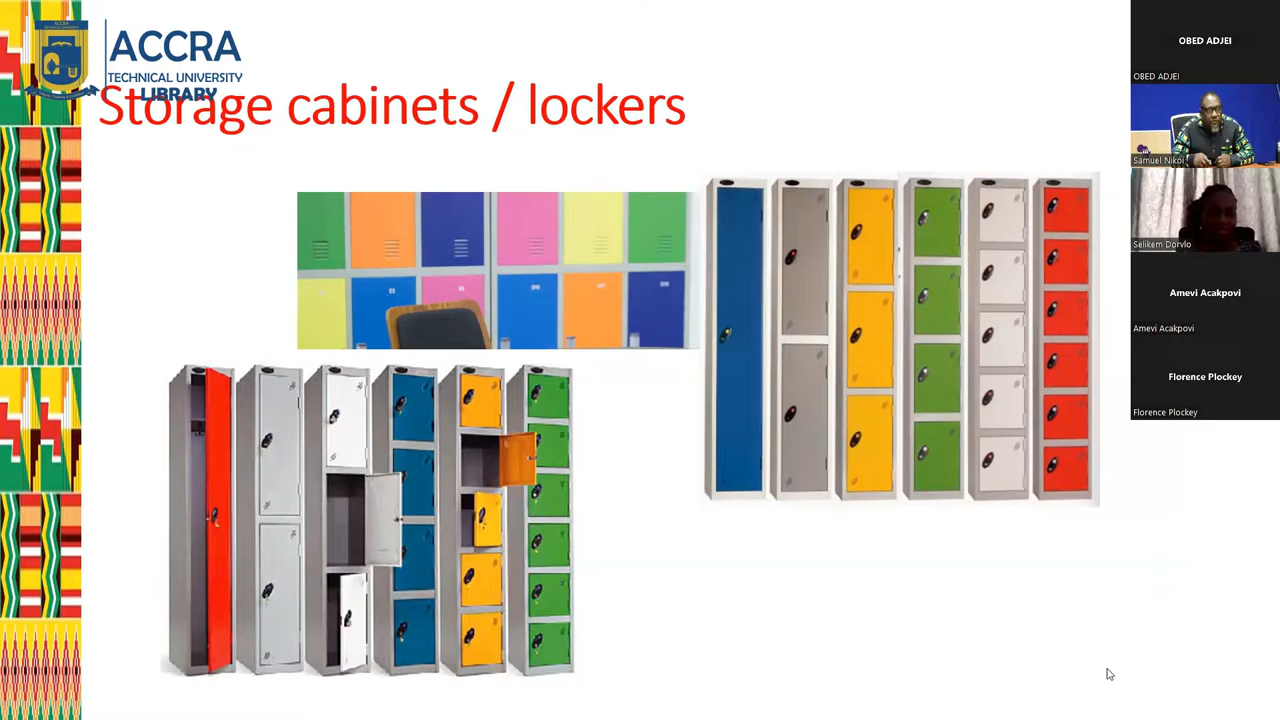 ACCRA
TECHNICAL UNIVERSITY
LIBRARY
Storage cabinets / lockers
OBED ADJEI
OBED ADJEI
Samuel Nikoi
Selikem Dorvlo
Amevi Acakpovi
Amevi Acakpovi
Florence Plockey
Florence Plockey